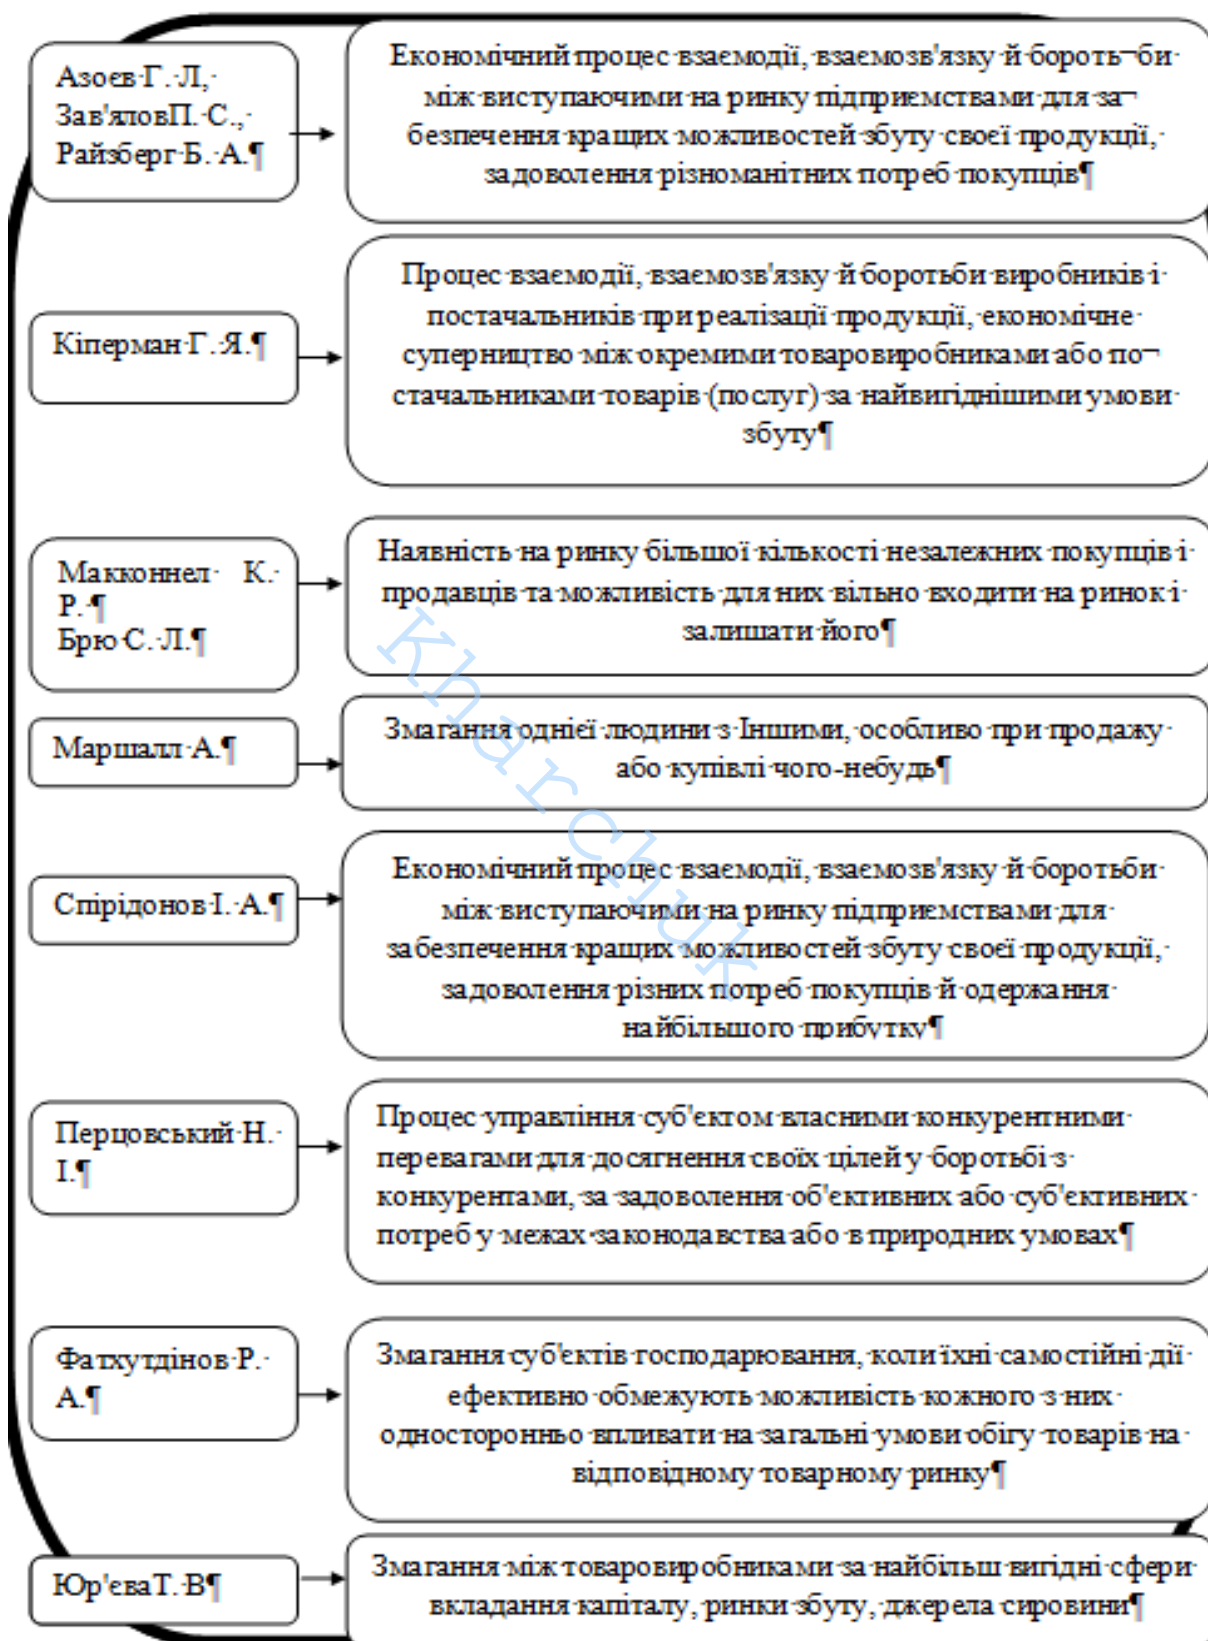 Азоєв Г. Л,
Зав'яловП. С.,
Райзберг Б. А.¶
Економічний процес взаємодії, взаємозв'язку й бороть¬би
між виступаючими на ринку підприємствами для за¬
безпечення кращих можливостей збуту своєї продукції,
задоволення різноманітних потреб покупців¶
Кіперман Г. Я.¶
Процес взаємодії, взаємозв'язку й боротьби виробників і
постачальників при реалізації продукції, економічне
суперництво між окремими товаровиробниками або по¬
стачальниками товарів (послуг) за найвигіднішими умови
збуту¶
Макконнел К.
Р. ¶
Брю С. Л.¶
Наявність на ринку більшої кількості незалежних покупців і
продавців та можливість для них вільно входити на ринок і
залишати його¶
Маршалл А.¶
Змагання однієї людини з Іншими, особливо при продажу
або купівлі чого-небудь¶
Спірідонов І. А.¶
Економічний процес взаємодії, взаємозв'язку й боротьби
між виступаючими на ринку підприємствами для
забезпечення кращих можливостей збуту своєї продукції,
задоволення різних потреб покупців й одержання
найбільшого прибутку¶
Перцовський Н.
І.¶
Процес управління суб'єктом власними конкурентними
перевагами для досягнення своїх цілей у боротьбі з
конкурентами, за задоволення об'єктивних або суб'єктивних
потреб у межах законодавства або в природних умовах¶
Фатхутдінов Р.
А.¶
Змагання суб'єктів господарювання, коли їхні самостійні дії
ефективно обмежують можливість кожного з них
односторонньо впливати на загальні умови обігу товарів на
відповідному товарному ринку¶
Юр'єваТ. В¶
Змагання між товаровиробниками за найбільш вигідні сфери
вкладання капіталу, ринки збуту, джерела сировини¶
Kharchuk